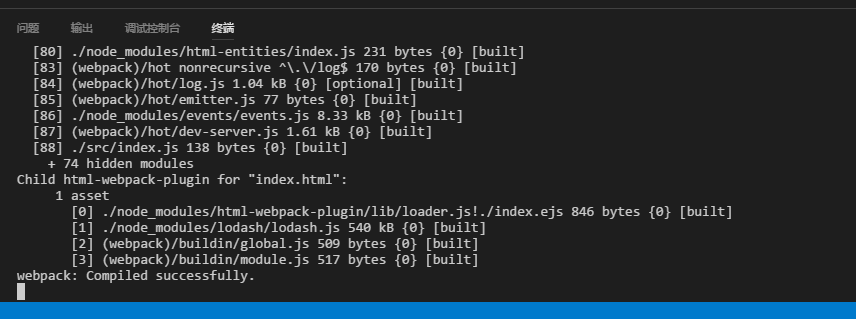 问题 输出 调试控制台 终端
[80] ./node_modules/html-entities/index.js 231 bytes {0} [built]
[83] (webpack)/hot nonrecursive ^\.\/log$ 170 bytes {0} [built]
[84] (webpack)/hot/log.js 1.04 kB {0} [optional] [built]
[85] (webpack)/hot/emitter.js 77 bytes {0} [built]
[86] ./node_modules/events/events.js 8.33 kB {0} [built]
[87] (webpack)/hot/dev-server.js 1.61 kB {0} [built]
[88] ./src/index.js 138 bytes {0} [built]
+ 74 hidden modules
Child html-webpack-plugin for "index.html":
1 asset
[0] ./node_modules/html-webpack-plugin/lib/loader.js!./index.ejs 846 bytes {0} [built]
[1] ./node_modules/lodash/lodash.js 540 kB {0} [built]
[2] (webpack)/buildin/global.js 509 bytes {0} [built]
[3] (webpack)/buildin/module.js 517 bytes {0} [built]
webpack: Compiled successfully.